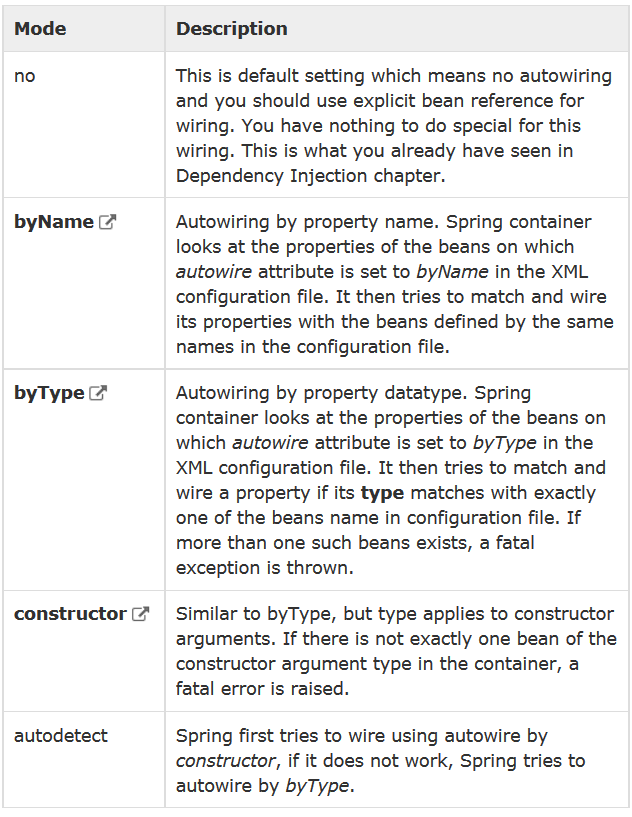 Mode Description
no This is default setting which means no autowiring
and you should use explicit bean reference for
wiring. You have nothing to do special for this
wiring. This is what you already have seen in
Dependency Injection chapter.
byName Autowiring by property name. Spring container
looks at the properties of the beans on which
autowire attribute is set to byName in the XML
configuration file. It then tries to match and wire
its properties with the beans defined by the same
names in the configuration file.
byType Autowiring by property datatype. Spring
container looks at the properties of the beans on
which autowire attribute is set to byType in the
XML configuration file. It then tries to match and
wire a property if its type matches with exactly
one of the beans name in configuration file. If
more than one such beans exists, a fatal
exception is thrown.
constructor Similar to byType, but type applies to constructor
arguments. If there is not exactly one bean of the
constructor argument type in the container, a
fatal error is raised.
autodetect Spring first tries to wire using autowire by
constructor, if it does not work, Spring tries to
autowire by byType.